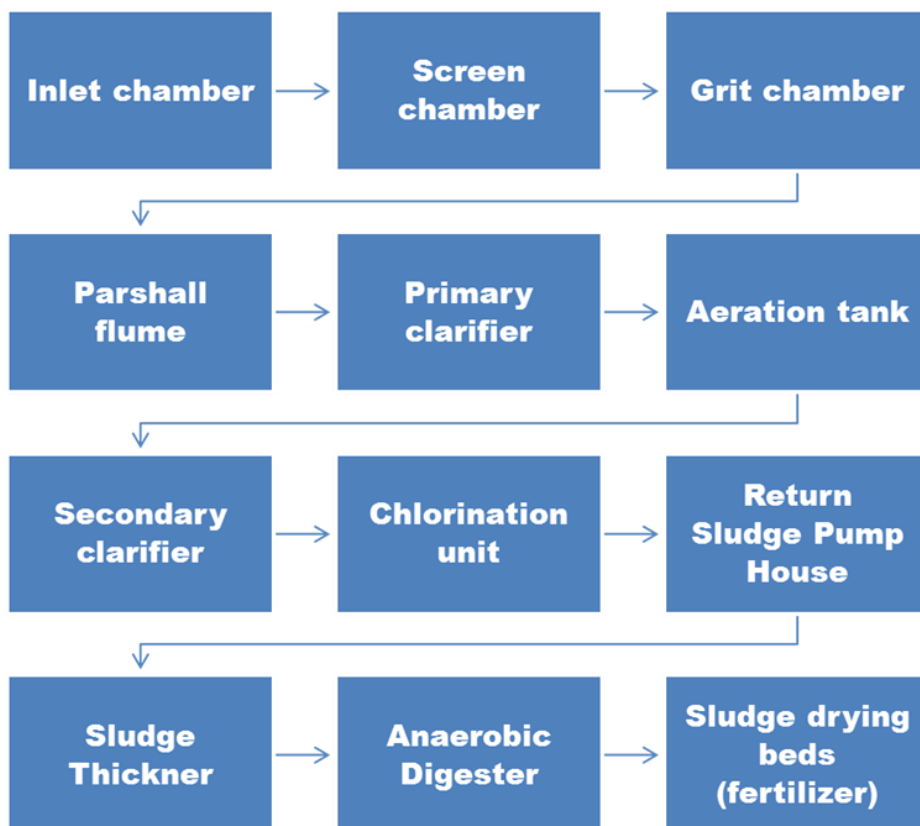 Inlet chamber
Screen
chamber
Grit chamber
Parshall
flume
Primary
clarifier
Aeration tank
Secondary
clarifier
Chlorination
unit
Return
Sludge Pump
House
Sludge
Thickner
Anaerobic
Digester
Sludge drying
beds
(fertilizer)